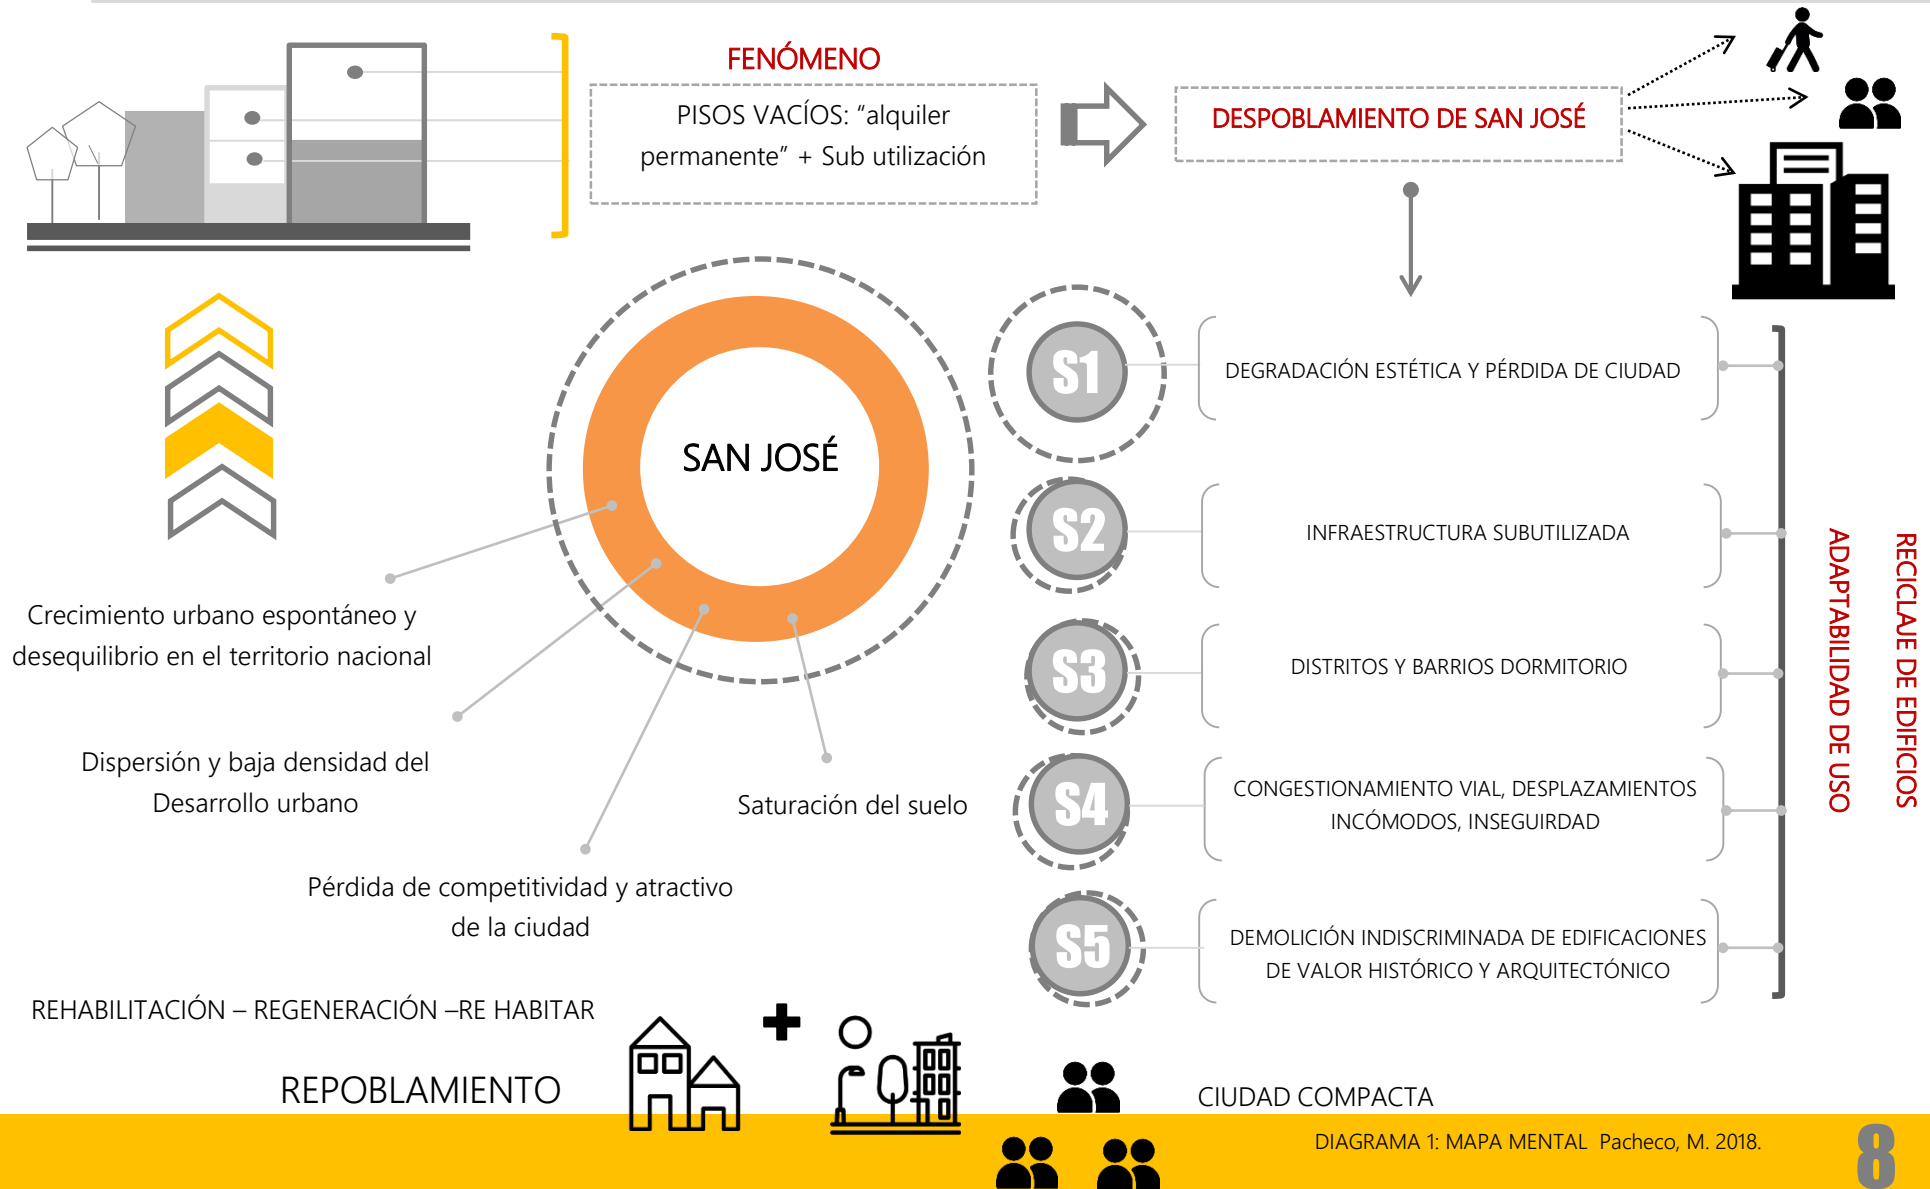 FENÓMENO
PISOS VACÍOS: “alquiler
permanente” + Sub utilización
DESPOBLAMIENTO DE SAN JOSÉ
SAN JOSÉ
Crecimiento urbano espontáneo y
desequilibrio en el territorio nacional
Dispersión y baja densidad del
Desarrollo urbano
Pérdida de competitividad y atractivo
de la ciudad
Saturación del suelo
S1
DEGRADACIÓN ESTÉTICA Y PÉRDIDA DE CIUDAD
S2
INFRAESTRUCTURA SUBUTILIZADA
S3
DISTRITOS Y BARRIOS DORMITORIO
S4
CONGESTIONAMIENTO VIAL, DESPLAZAMIENTOS
INCÓMODOS, INSEGUIRDAD
S5
DEMOLICIÓN INDISCRIMINADA DE EDIFICACIONES
DE VALOR HISTÓRICO Y ARQUITECTÓNICO
RECICLAJE DE EDIFICIOS
ADAPTABILIDAD DE USO
REHABILITACIÓN – REGENERACIÓN –RE HABITAR
REPOBLAMIENTO
CIUDAD COMPACTA
DIAGRAMA 1: MAPA MENTAL Pacheco, M. 2018.
8